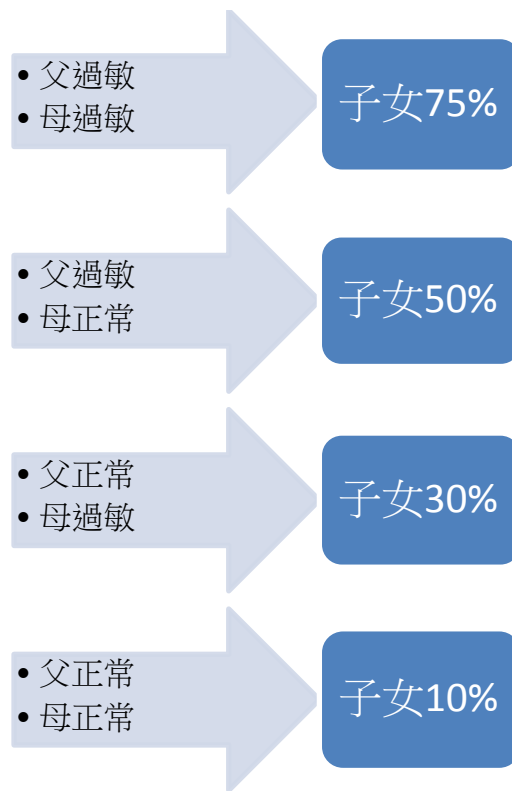 • 父過敏
• 母過敏
子女75%
• 父過敏
• 母正常
子女50%
• 父正常
• 母過敏
子女30%
• 父正常
• 母正常
子女10%